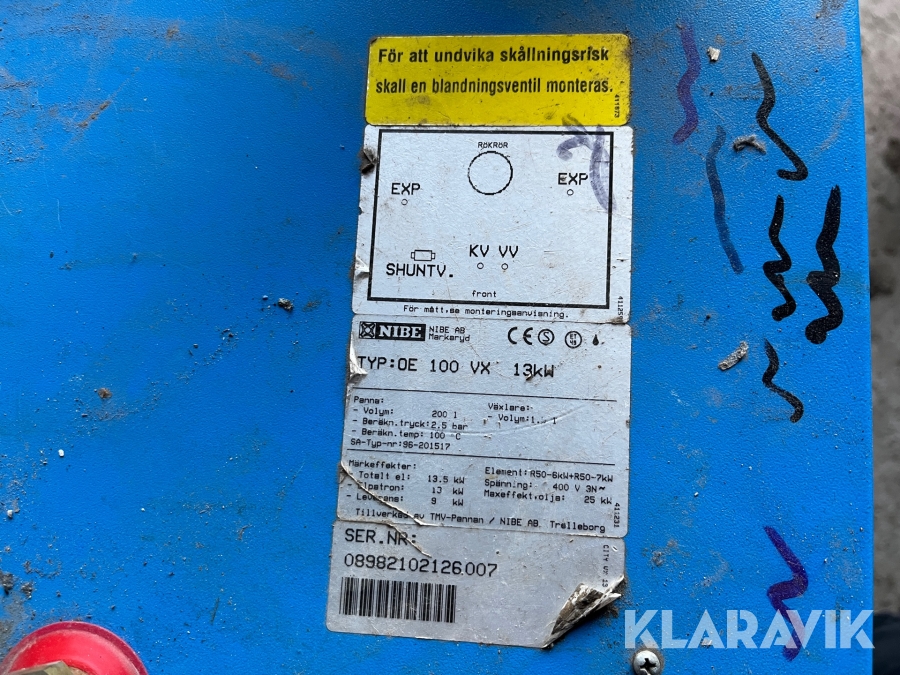 För att undvika skållningsrisk
skall en blandningsventil monteras.
411573
RÖKRÖR
EXP
EXP
KV VV
SHUNTV.
front
För mått.se monteringsanvisning.
NIBE
NIBE AB
Markaryd
CE S
TYP:OE 100 VX 13kW
Panna:
- Volym: 200 l
- Beräkn.tryck:2,5 bar
- Beräkn.temp: 100 °C
SA-Typ-nr:96-201517
Växlare:
- Volym:
Märkeffekter:
- Totalt el: 13.5 kW
- Elpatron: 13 kW
- Leverans: 9 kW
Element: R50-6kW+R50-7kW
Spänning: 400 V 3N~
Maxeffekt.olja: 25 kW
411231
Tillverkad av TMV-Pannan / NIBE AB, Trelleborg
SER.NR:
08982102126007
KLARAVIK